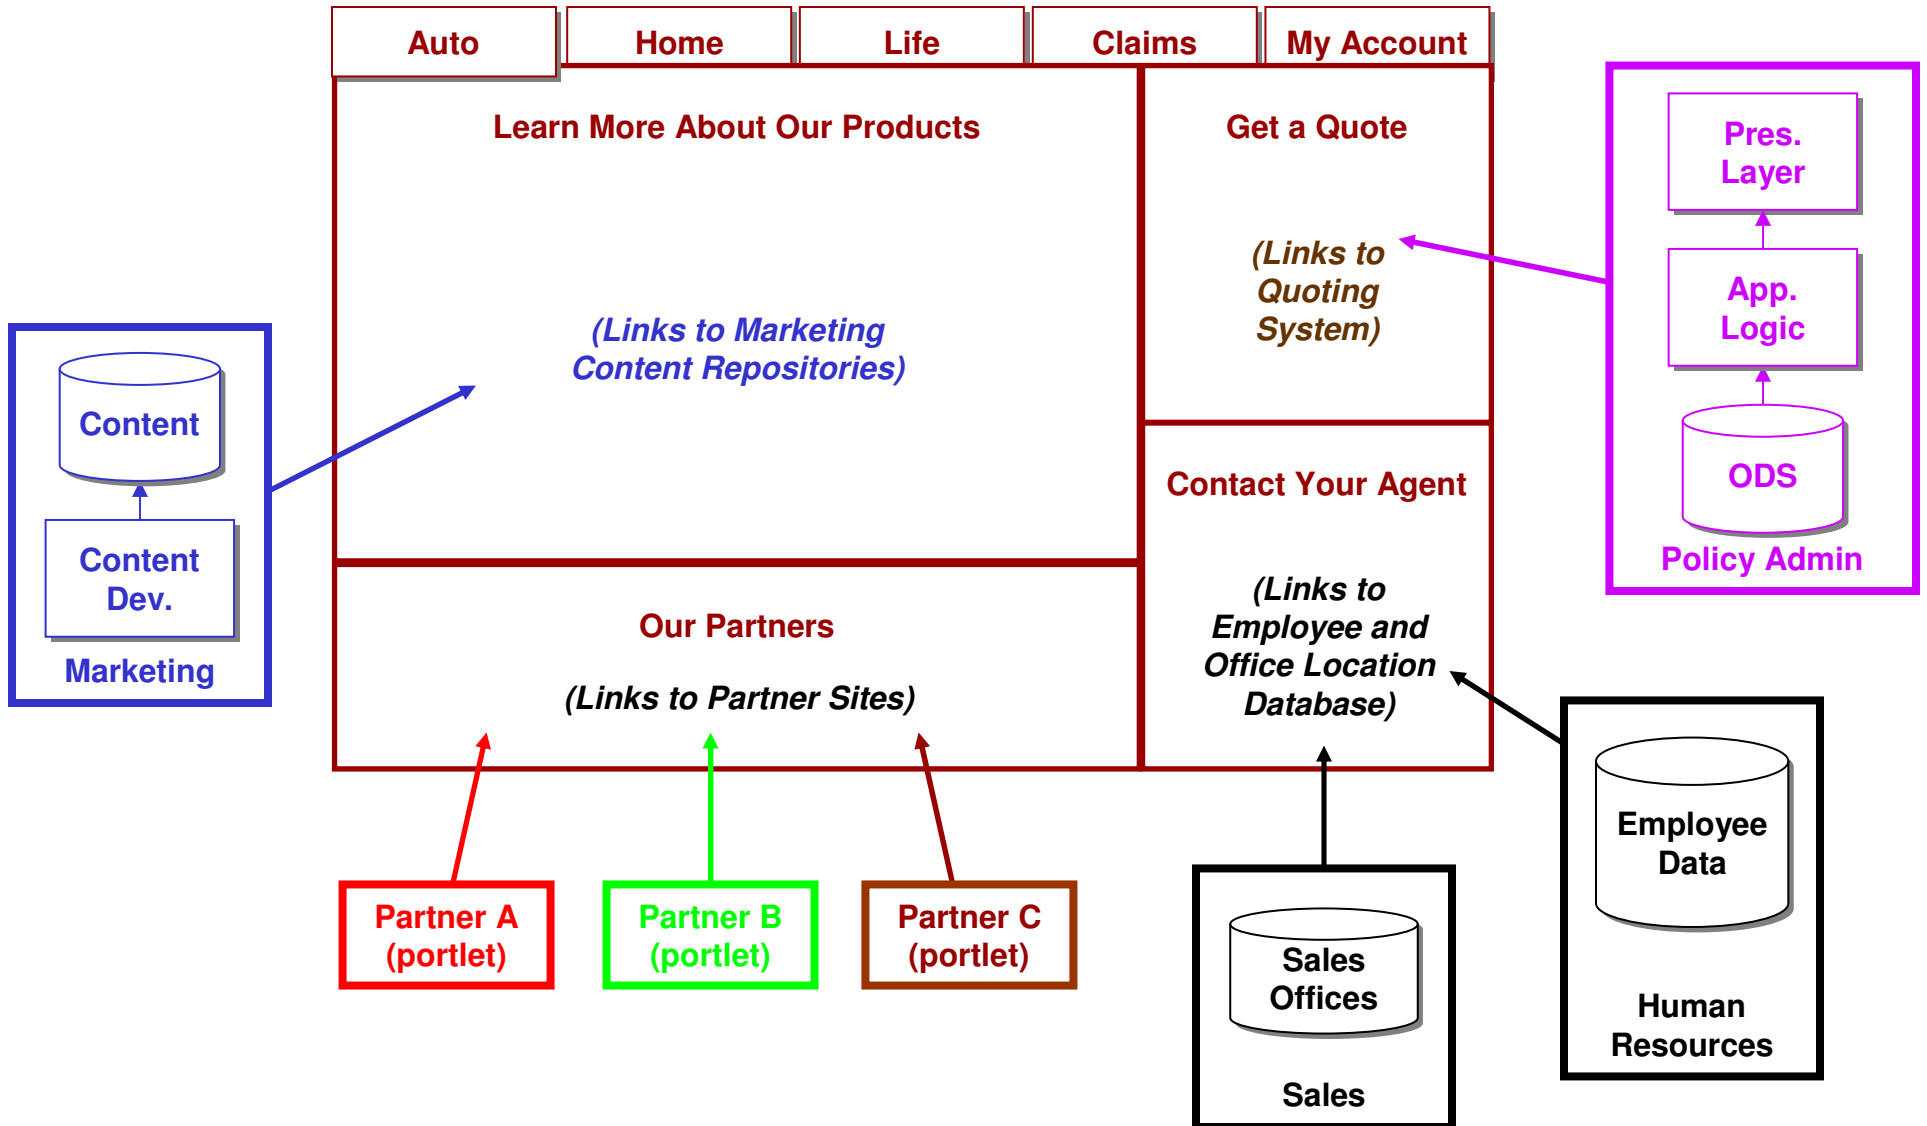 Auto
Home
Life
Claims
My Account
Learn More About Our Products
(Links to Marketing
Content Repositories)
Get a Quote
(Links to
Quoting
System)
Contact Your Agent
(Links to
Employee and
Office Location
Database)
Our Partners
(Links to Partner Sites)
Content
Content
Dev.
Marketing
Pres.
Layer
App.
Logic
ODS
Policy Admin
Partner A
(portlet)
Partner B
(portlet)
Partner C
(portlet)
Sales
Offices
Sales
Employee
Data
Human
Resources